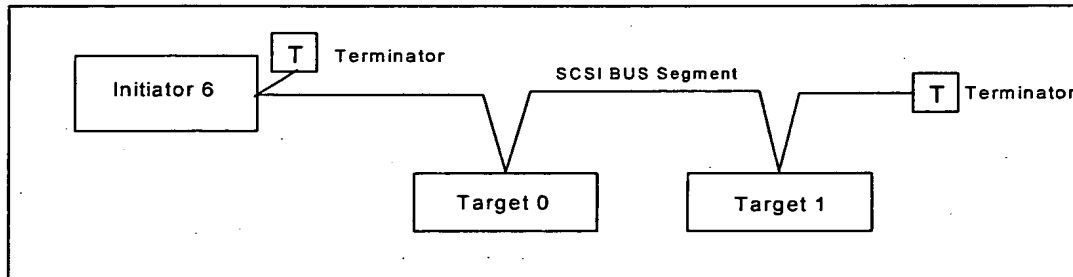 T
Terminator
Initiator 6
SCSI BUS Segment
T
Terminator
Target 0
Target 1